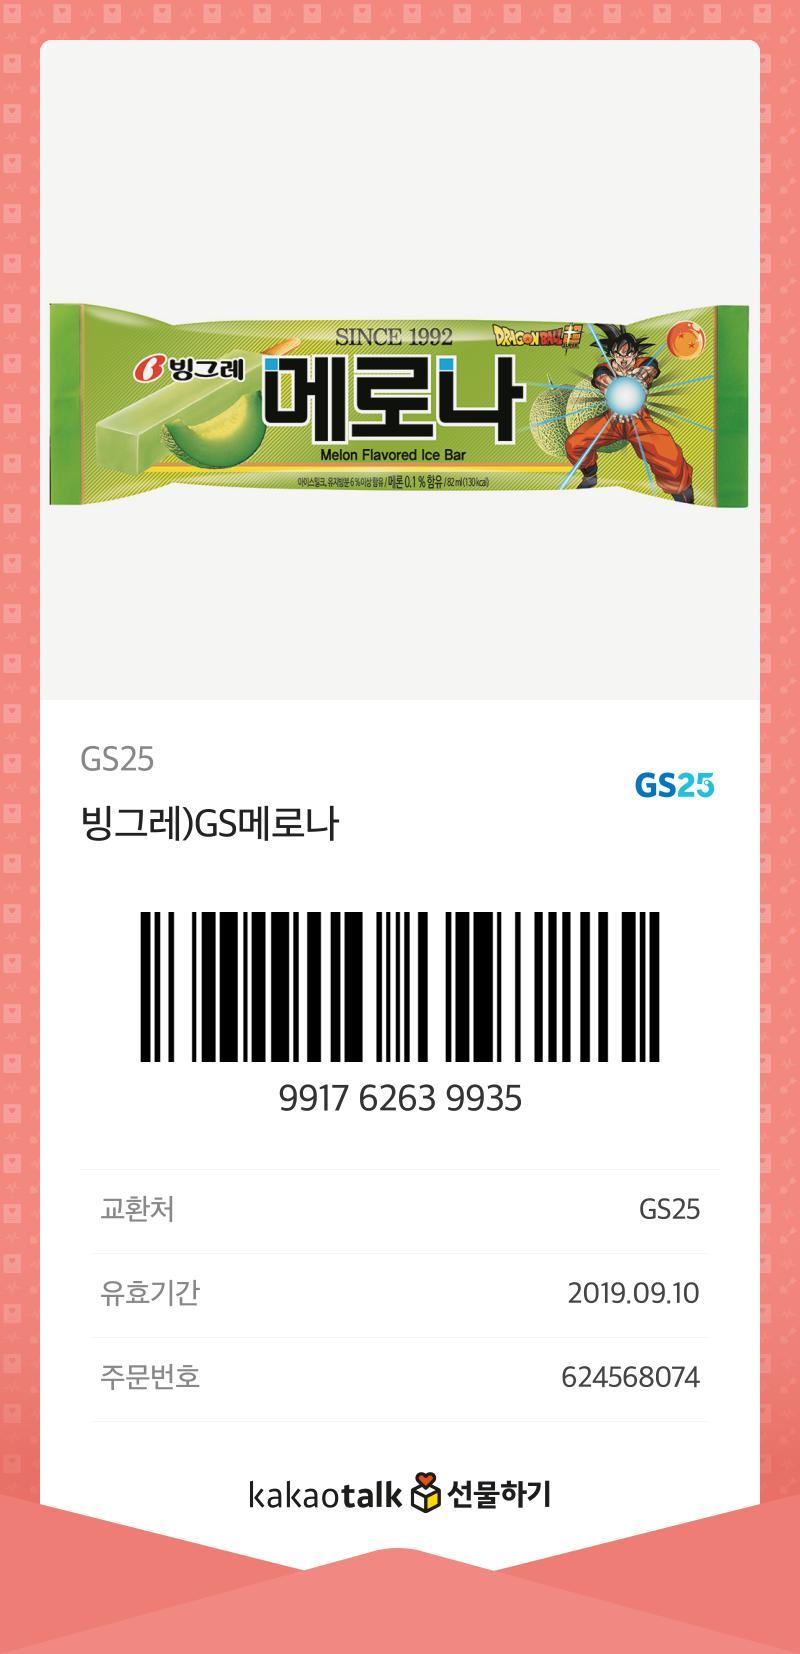 SINCE 1992
DRAGON BALL
빙그레
메로나
Melon Flavored Ice Bar
아이스밀크, 유지방분 6%이상 함유 / 메론 0.1% 함유 / 82ml (130kcal)
GS25
GS25
빙그레)GS메로나
9917 6263 9935
교환처 GS25
유효기간 2019.09.10
주문번호 624568074
kakaotalk 선물하기